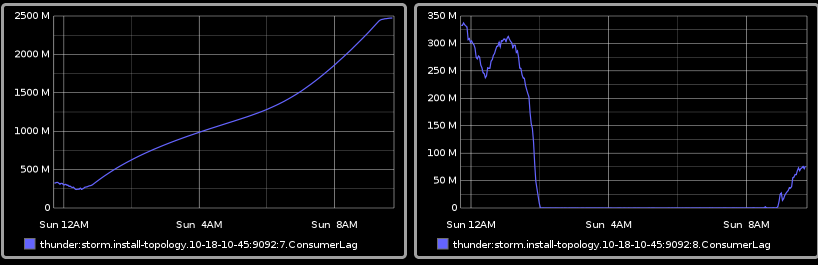 2500 M
2000 M
1500 M
1000 M
500 M
0
Sun 12AM Sun 4AM Sun 8AM
thunder:storm.install-topology.10-18-10-45:9092:7.ConsumerLag
350 M
300 M
250 M
200 M
150 M
100 M
50 M
0
Sun 12AM Sun 4AM Sun 8AM
thunder:storm.install-topology.10-18-10-45:9092:8.ConsumerLag